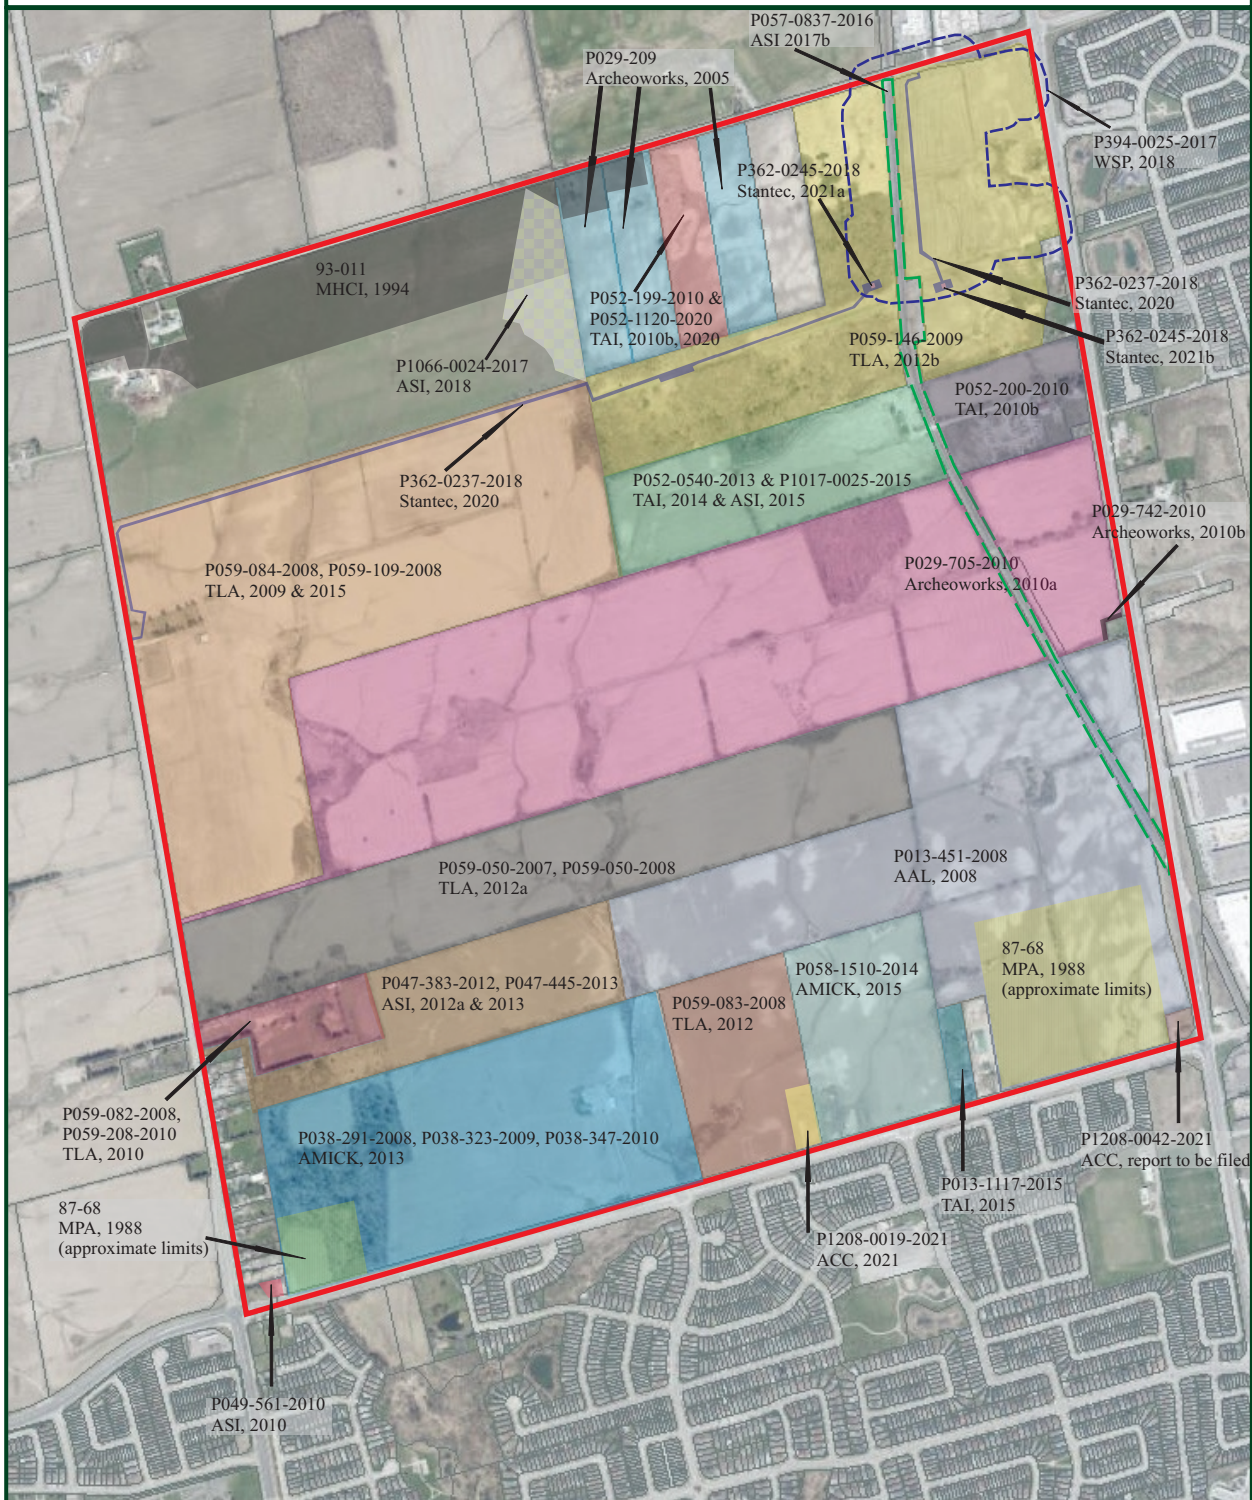 P057-0837-2016
ASI 2017b
P029-209
Archeoworks, 2005
P394-0025-2017
WSP, 2018
P362-0245-2018
Stantec, 2021a
93-011
MHCI, 1994
P052-199-2010 &
P052-1120-2020
TAI, 2010b, 2020
P362-0237-2018
Stantec, 2020
P362-0245-2018
Stantec, 2021b
P059-146-2009
TLA, 2012b
P1066-0024-2017
ASI, 2018
P052-200-2010
TAI, 2010b
P362-0237-2018
Stantec, 2020
P052-0540-2013 & P1017-0025-2015
TAI, 2014 & ASI, 2015
P029-742-2010
Archeoworks, 2010b
P059-084-2008, P059-109-2008
TLA, 2009 & 2015
P029-705-2010
Archeoworks, 2010a
P059-050-2007, P059-050-2008
TLA, 2012a
P013-451-2008
AAL, 2008
P047-383-2012, P047-445-2013
ASI, 2012a & 2013
P059-083-2008
TLA, 2012
P058-1510-2014
AMICK, 2015
87-68
MPA, 1988
(approximate limits)
P059-082-2008,
P059-208-2010
TLA, 2010
P038-291-2008, P038-323-2009, P038-347-2010
AMICK, 2013
P1208-0042-2021
ACC, report to be filed
P013-1117-2015
TAI, 2015
87-68
MPA, 1988
(approximate limits)
P1208-0019-2021
ACC, 2021
P049-561-2010
ASI, 2010